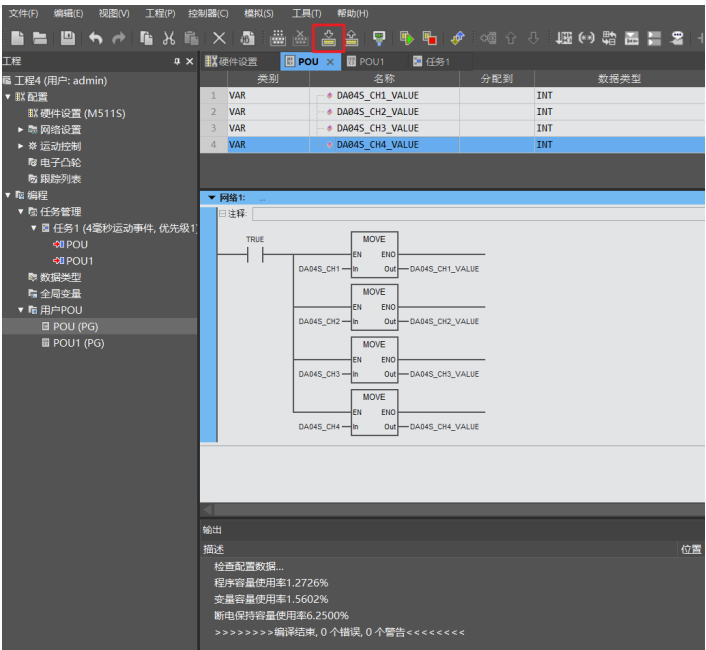 文件(F) 编辑(E) 视图(V) 工程(P) 控制器(C) 模拟(S) 工具(T) 帮助(H)
工程
硬件设置 POU × POU1 任务1
工程4 (用户: admin)
配置
硬件设置 (M511S)
网络设置
运动控制
电子凸轮
跟踪列表
编程
任务管理
任务1 (4毫秒运动事件, 优先级1)
POU
POU1
数据类型
全局变量
用户POU
POU (PG)
POU1 (PG)
类别 名称 分配到 数据类型
1 VAR DA04S_CH1_VALUE INT
2 VAR DA04S_CH2_VALUE INT
3 VAR DA04S_CH3_VALUE INT
4 VAR DA04S_CH4_VALUE INT
网络1: ...
注释:
TRUE MOVE
EN ENO
DA04S_CH1 In Out DA04S_CH1_VALUE
MOVE
EN ENO
DA04S_CH2 In Out DA04S_CH2_VALUE
MOVE
EN ENO
DA04S_CH3 In Out DA04S_CH3_VALUE
MOVE
EN ENO
DA04S_CH4 In Out DA04S_CH4_VALUE
输出
描述 位置
检查配置数据...
程序容量使用率1.2726%
变量容量使用率1.5602%
断电保持容量使用率6.2500%
>>>>>>>>编译结束, 0 个错误, 0 个警告<<<<<<<<